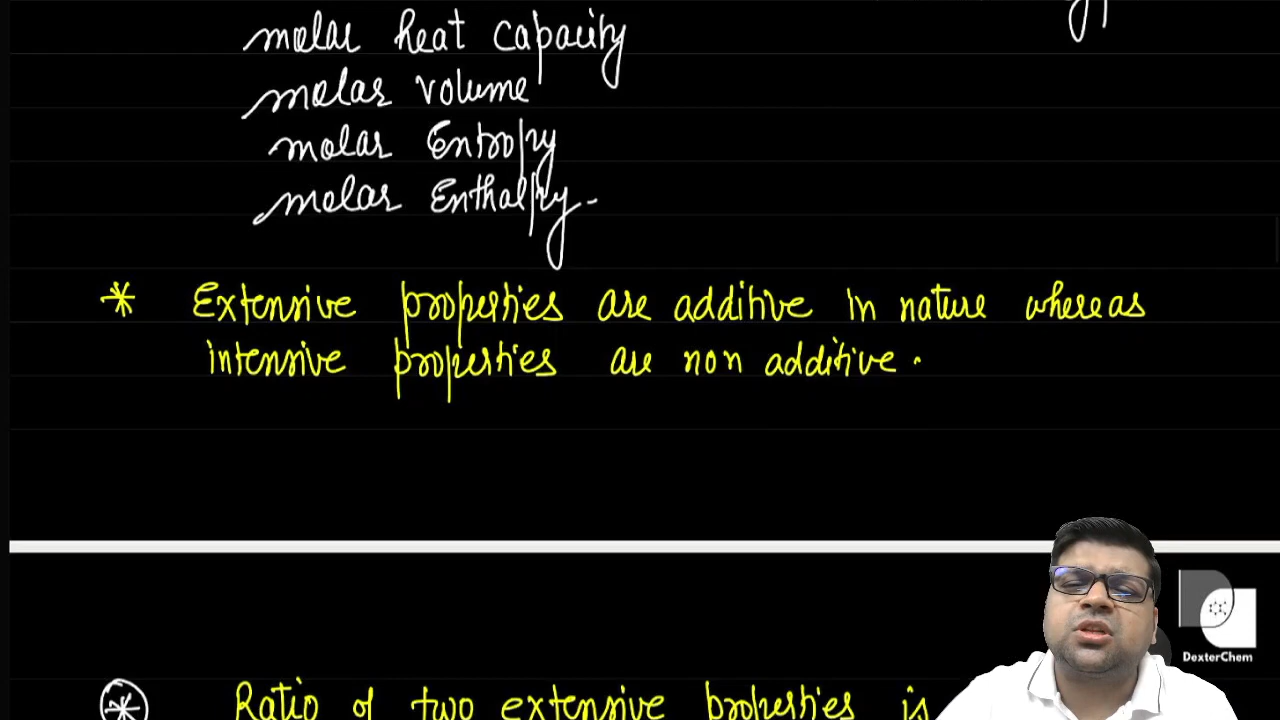 molar heat capacity
molar volume
molar Entropy
molar Enthalpy.
* Extensive properties are additive in nature whereas
intensive properties are non additive.
DexterChem
* Ratio of two extensive properties is